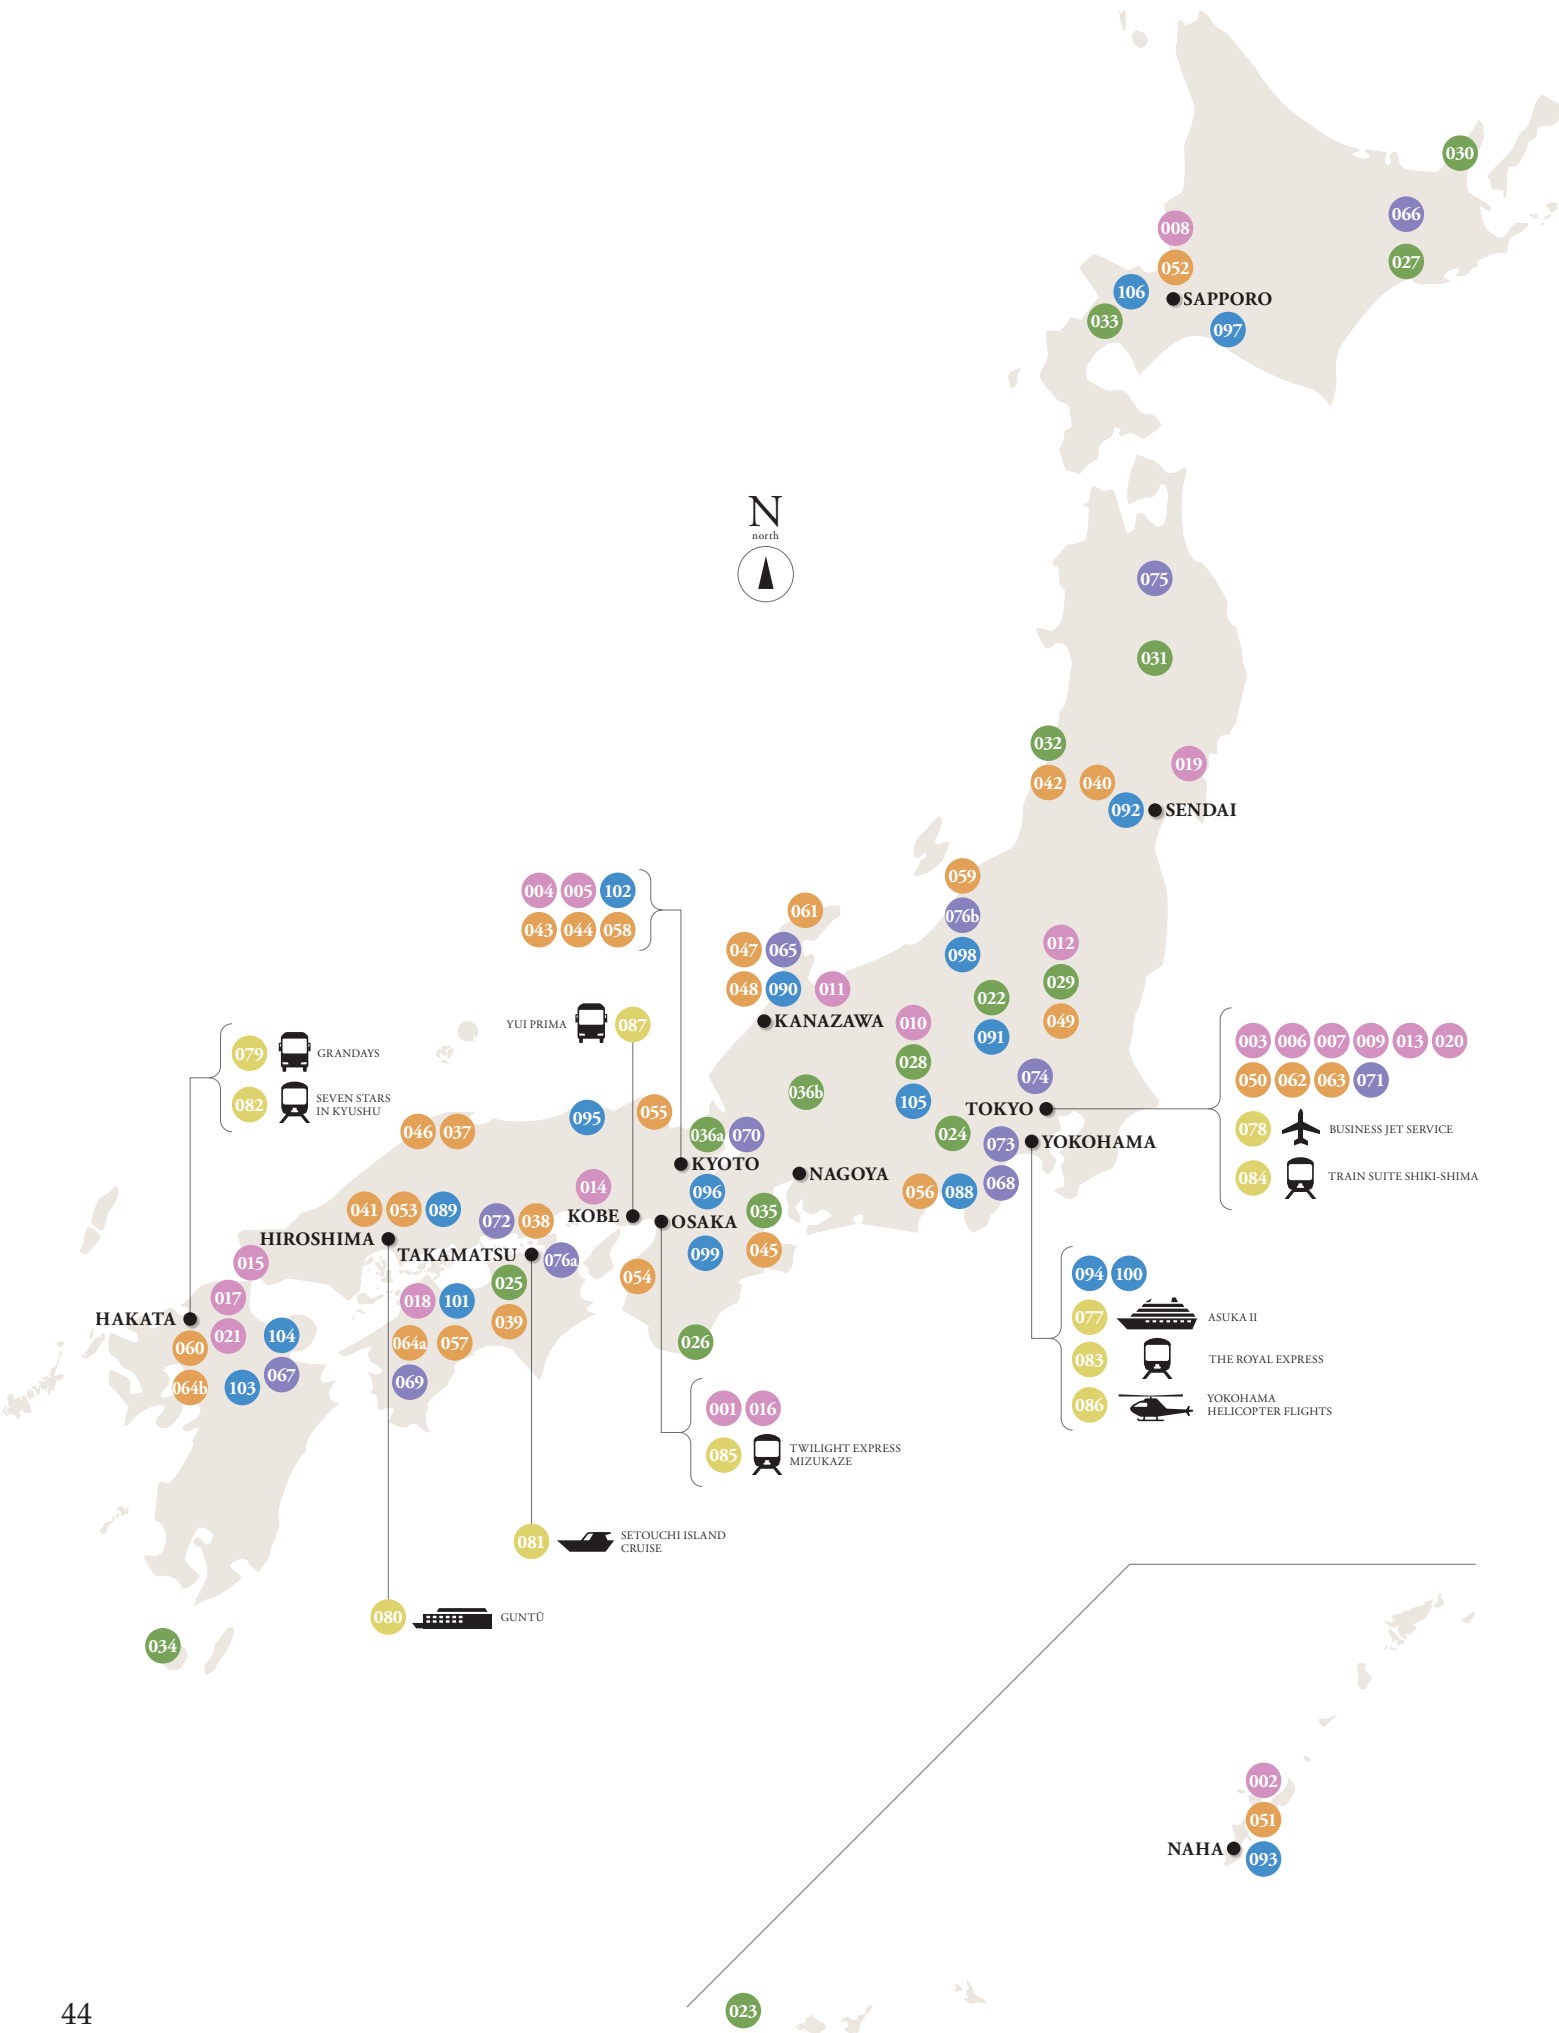 030
066
008
027
052
106
SAPPORO
033
097
N
north
075
031
032
019
042
040
092
SENDAI
059
004 005 102
061
076b
043 044 058
012
047 065
098
029
048 090
011
022
KANAZAWA
010
049
YUI PRIMA
087
091
003 006 007 009 013 020
079
GRANDAYS
028
074
050 062 063 071
036b
082
SEVEN STARS
IN KYUSHU
105
TOKYO
095
055
078
BUSINESS JET SERVICE
046 037
036a 070
024
073
YOKOHAMA
KYOTO
NAGOYA
084
TRAIN SUITE SHIKI-SHIMA
014
096
056 088
068
041 053 089
072 038
KOBE
OSAKA
035
HIROSHIMA
TAKAMATSU
076a
099
045
015
054
094 100
025
017
018 101
HAKATA
039
077
ASUKA II
021
104
060
064a 057
026
083
THE ROYAL EXPRESS
067
064b
103
069
086
YOKOHAMA
HELICOPTER FLIGHTS
001 016
085
TWILIGHT EXPRESS
MIZUKAZE
081
SETOUCHI ISLAND
CRUISE
080
GUNTÛ
034
002
051
NAHA
093
023
44